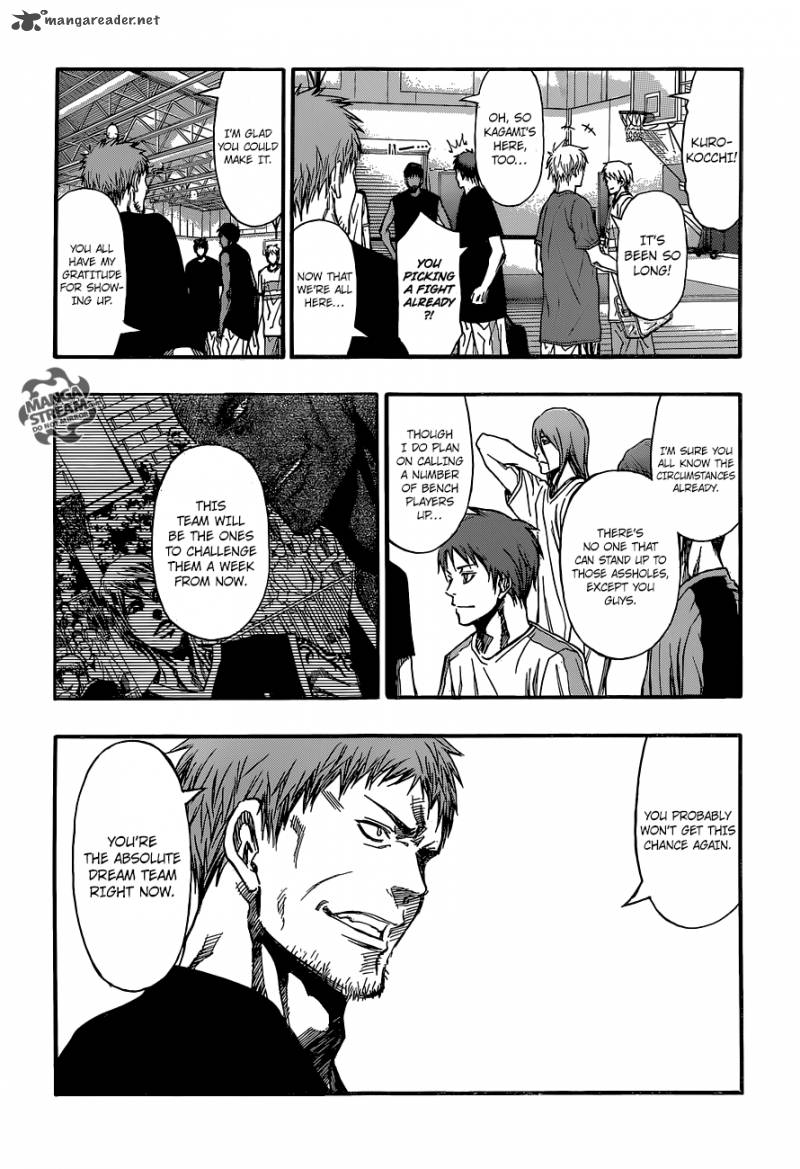 mangareader.net
KURO-
KOCCHI!
IT'S
BEEN SO
LONG!
OH, SO
KAGAMI'S
HERE,
TOO...
YOU
PICKING
A FIGHT
ALREADY
?!
NOW THAT
WE'RE ALL
HERE...
I'M GLAD
YOU COULD
MAKE IT.
YOU ALL
HAVE MY
GRATITUDE
FOR SHOW-
ING UP.
I'M SURE YOU
ALL KNOW THE
CIRCUMSTANCES
ALREADY.
THERE'S
NO ONE THAT
CAN STAND UP TO
THOSE ASSHOLES,
EXCEPT YOU
GUYS.
THOUGH
I DO PLAN
ON CALLING
A NUMBER
OF BENCH
PLAYERS
UP...
MANGA
STREAM
DO NOT MIRROR
THIS
TEAM WILL
BE THE ONES
TO CHALLENGE
THEM A WEEK
FROM NOW.
YOU PROBABLY
WON'T GET THIS
CHANCE AGAIN.
YOU'RE
THE ABSOLUTE
DREAM TEAM
RIGHT NOW.